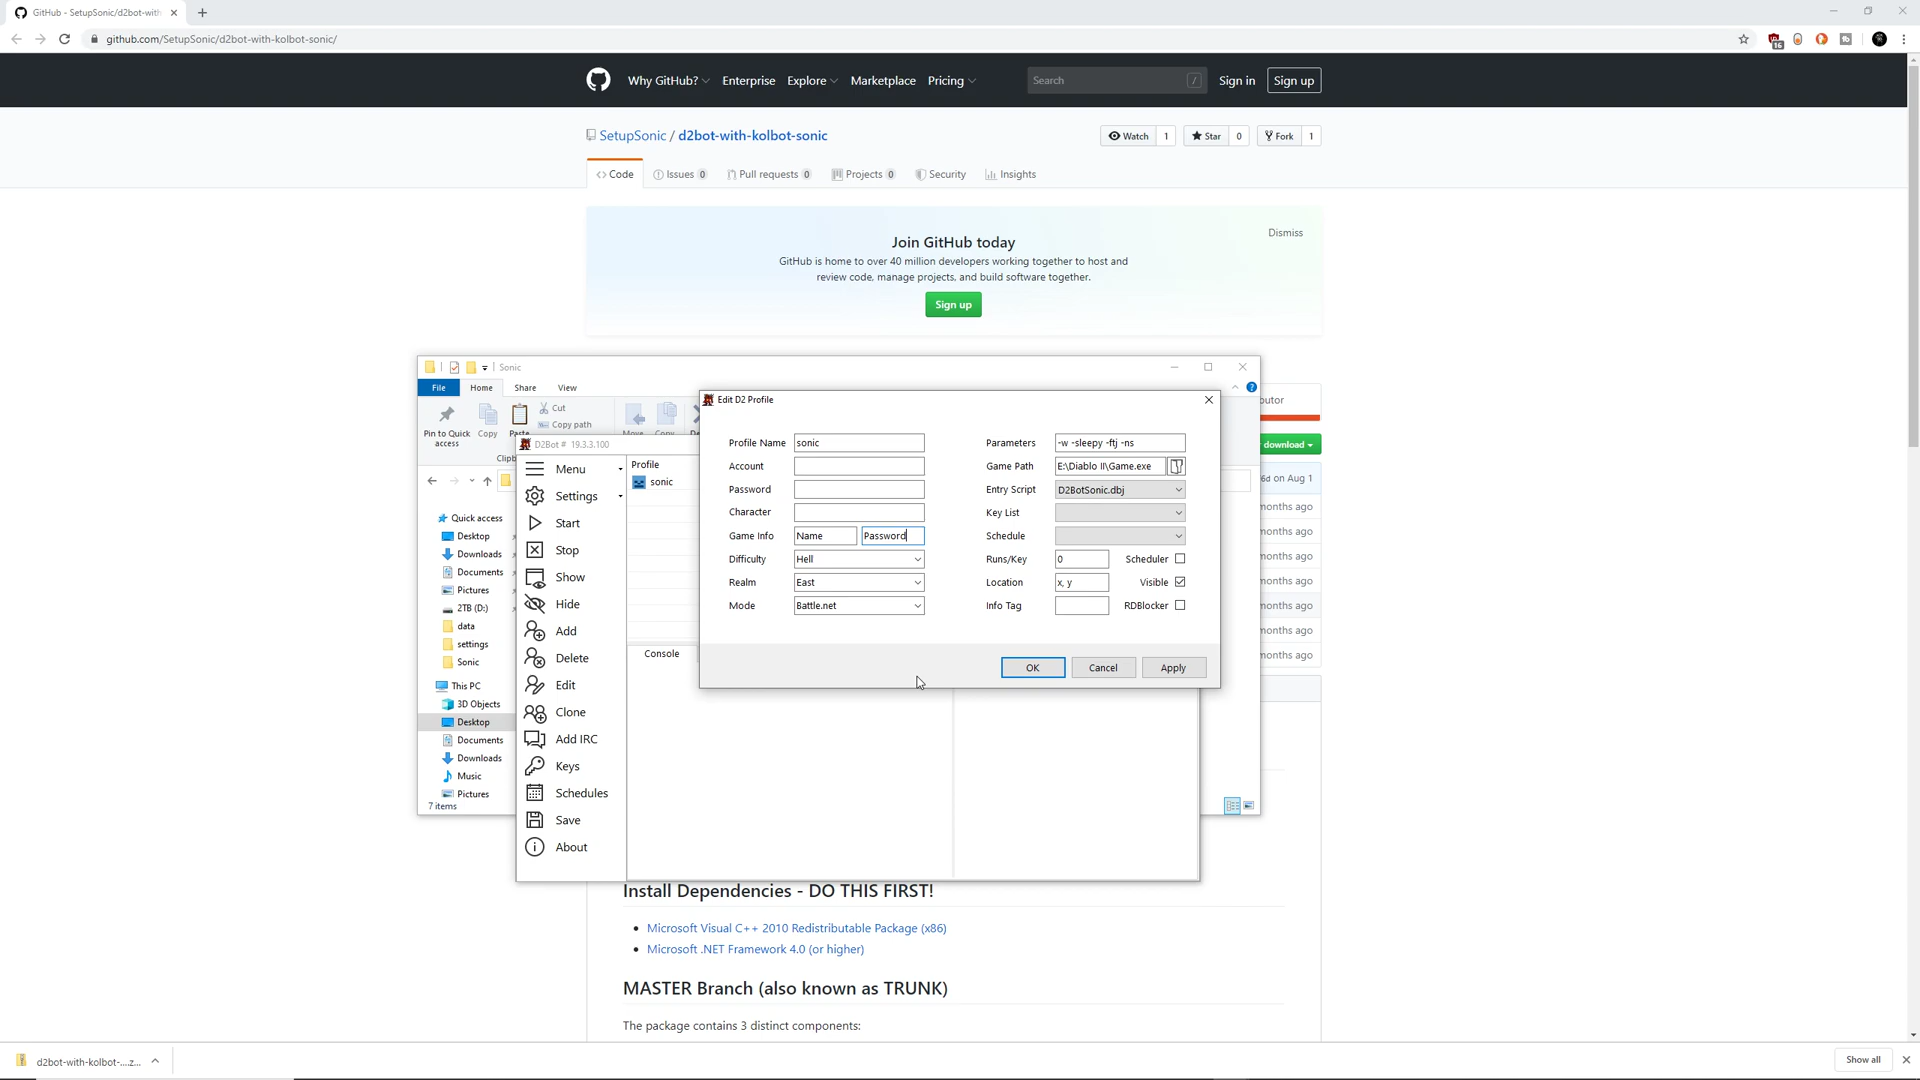 GitHub - SetupSonic/d2bot-with
github.com/SetupSonic/d2bot-with-kolbot-sonic/
16
Why GitHub? Enterprise Explore Marketplace Pricing Search / Sign in Sign up
SetupSonic / d2bot-with-kolbot-sonic
Watch 1 Star 0 Fork 1
Code Issues 0 Pull requests 0 Projects 0 Security Insights
Join GitHub today
Dismiss
GitHub is home to over 40 million developers working together to host and
review code, manage projects, and build software together.
Sign up
Sonic
File Home Share View
Pin to Quick
access
Copy
Paste
Cut
Copy path
Clipb
Quick access
Desktop
Downloads
Documents
Pictures
2TB (D:)
data
settings
Sonic
This PC
3D Objects
Desktop
Documents
Downloads
Music
Pictures
7 items
D2Bot # 19.3.3.100
Menu
Settings
Start
Stop
Show
Hide
Add
Delete
Edit
Clone
Add IRC
Keys
Schedules
Save
About
Profile
sonic
Console
Edit D2 Profile
Profile Name sonic
Account
Password
Character
Game Info Name Password
Difficulty Hell
Realm East
Mode Battle.net
Parameters -w -sleepy -ftj -ns
Game Path E:\Diablo II\Game.exe
Entry Script D2BotSonic.dbj
Key List
Schedule
Runs/Key 0 Scheduler
Location x, y Visible
Info Tag RDBlocker
OK Cancel Apply
butor
download
6d on Aug 1
months ago
months ago
months ago
months ago
months ago
months ago
months ago
Install Dependencies - DO THIS FIRST!
Microsoft Visual C++ 2010 Redistributable Package (x86)
Microsoft .NET Framework 4.0 (or higher)
MASTER Branch (also known as TRUNK)
The package contains 3 distinct components:
d2bot-with-kolbot-....z...
Show all